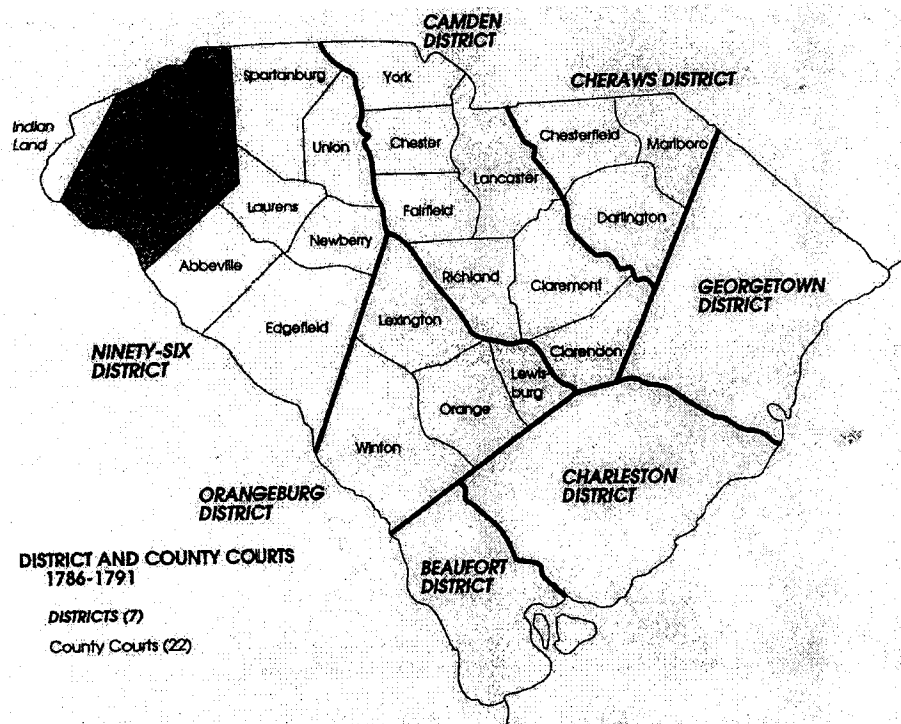 CAMDEN
DISTRICT
CHERAWS DISTRICT
Spartanburg
York
Indian
Land
Union
Chester
Chesterfield
Marlboro
Lancaster
Laurens
Fairfield
Darlington
Newberry
Abbeville
Richland
Claremont
GEORGETOWN
DISTRICT
Edgefield
Lexington
NINETY-SIX
DISTRICT
Clarendon
Lewis
burg
Orange
Winton
CHARLESTON
DISTRICT
ORANGEBURG
DISTRICT
DISTRICT AND COUNTY COURTS
1786-1791
BEAUFORT
DISTRICT
DISTRICTS (7)
County Courts (22)